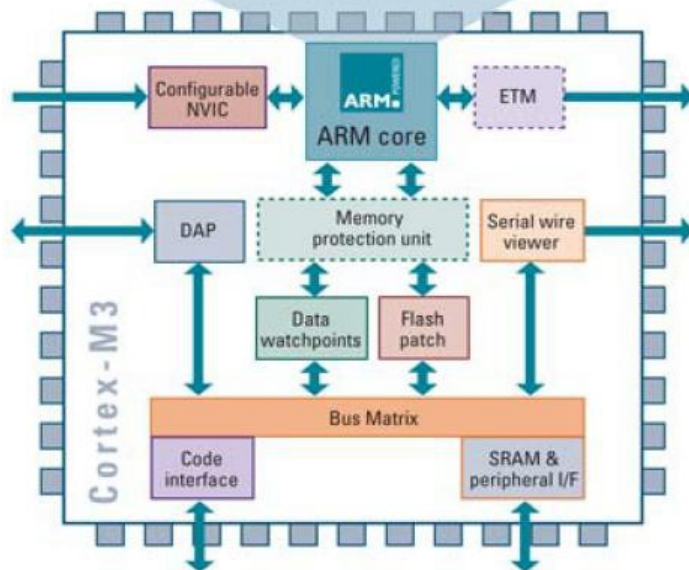 Configurable
NVIC
ARM
POWERED
ARM core
ETM
DAP
Memory
protection unit
Serial wire
viewer
Data
watchpoints
Flash
patch
Bus Matrix
Code
interface
SRAM &
peripheral I/F
Cortex-M3